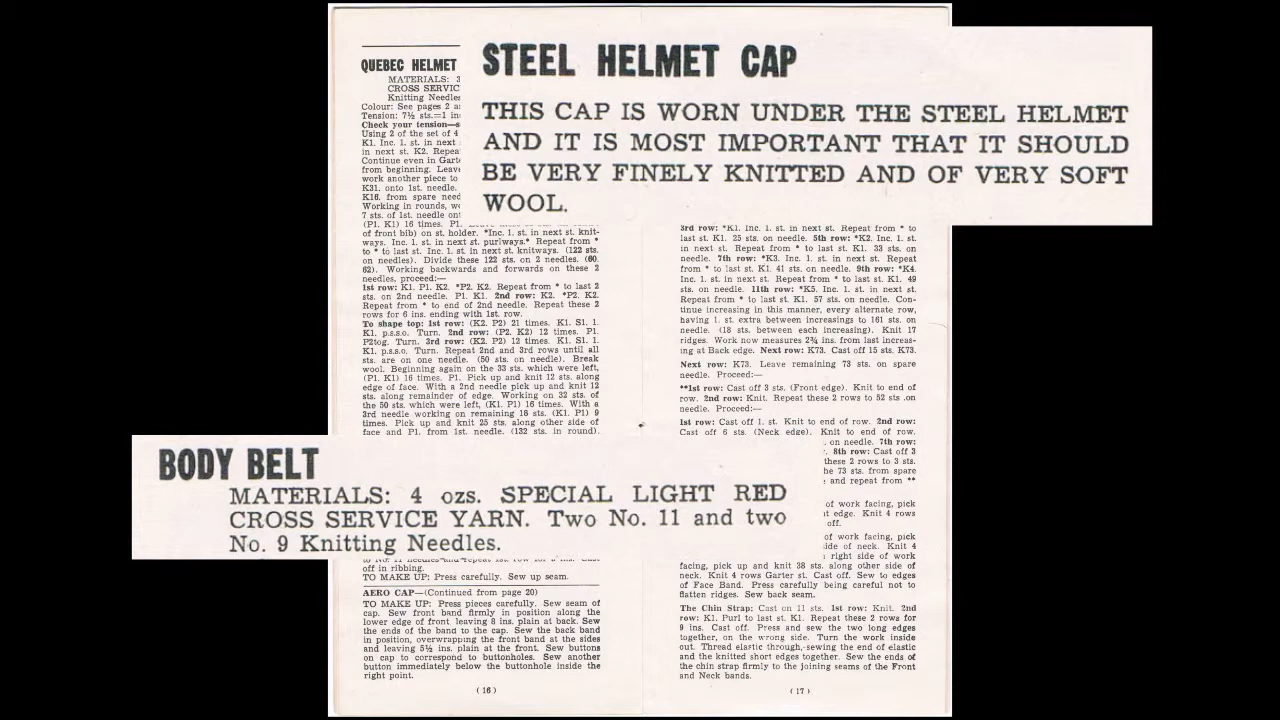 QUEBEC HELMET
MATERIALS: 3
CROSS SERVIC
Knitting Needles
Colour: See pages 2 a
Tension: 7½ sts.=1 in
Check your tension—s
Using 2 of the set of 4
K1. Inc. 1. st. in next
in next st. K2. Repea
Continue even in Garte
from beginning. Leave
work another piece to
K31. onto 1st. needle.
K16. from spare needle
Working in rounds, wo
7 sts. of 1st. needle ont
(P1. K1) 16 times. P1.
of front bib) on st. holder. *Inc. 1. st. in next st. knit-
ways. Inc. 1. st. in next st. purlways.* Repeat from *
to * to last st. Inc. 1. st. in next st. knitways. (122 sts.
on needles). Divide these 122 sts. on 2 needles. (60.
62). Working backwards and forwards on these 2
needles, proceed:—
1st row: K1. P1. K2. *P2. K2. Repeat from * to last 2
sts. on 2nd needle. P1. K1. 2nd row: K2. *P2. K2.
Repeat from * to end of 2nd needle. Repeat these 2
rows for 6 ins. ending with 1st. row.
To shape top: 1st row: (K2. P2) 21 times. K1. S1. 1.
K1. p.s.s.o. Turn. 2nd row: (P2. K2) 12 times. P1.
P2tog. Turn. 3rd row: (K2. P2) 12 times. K1. S1. 1.
K1. p.s.s.o. Turn. Repeat 2nd and 3rd rows until all
sts. are on one needle. (50 sts. on needle). Break
wool. Beginning again on the 33 sts. which were left,
(P1. K1) 16 times. P1. Pick up and knit 12 sts. along
edge of face. With a 2nd needle pick up and knit 12
sts. along remainder of edge. Working on 32 sts. of
the 50 sts. which were left, (K1. P1) 16 times. With a
3rd needle working on remaining 18 sts. (K1. P1) 9
times. Pick up and knit 25 sts. along other side of
face and P1. from 1st. needle. (132 sts. in round).
BODY BELT
MATERIALS: 4 ozs. SPECIAL LIGHT RED
CROSS SERVICE YARN. Two No. 11 and two
No. 9 Knitting Needles.
off in ribbing.
TO MAKE UP: Press carefully. Sew up seam.
AERO CAP—(Continued from page 20)
TO MAKE UP: Press pieces carefully. Sew seam of
cap. Sew front band firmly in position along the
lower edge of front leaving 8 ins. plain at back. Sew
the ends of the band to the cap. Sew the back band
in position, overwrapping the front band at the sides
and leaving 5½ ins. plain at the front. Sew buttons
on cap to correspond to buttonholes. Sew another
button immediately below the buttonhole inside the
right point.
(16)
STEEL HELMET CAP
THIS CAP IS WORN UNDER THE STEEL HELMET
AND IT IS MOST IMPORTANT THAT IT SHOULD
BE VERY FINELY KNITTED AND OF VERY SOFT
WOOL.
3rd row: *K1. Inc. 1. st. in next st. Repeat from * to
last st. K1. 25 sts. on needle. 5th row: *K2. Inc. 1. st.
in next st. Repeat from * to last st. K1. 33 sts. on
needle. 7th row: *K3. Inc. 1. st. in next st. Repeat
from * to last st. K1. 41 sts. on needle. 9th row: *K4.
Inc. 1. st. in next st. Repeat from * to last st. K1. 49
sts. on needle. 11th row: *K5. Inc. 1. st. in next st.
Repeat from * to last st. K1. 57 sts. on needle. Con-
tinue increasing in this manner, every alternate row,
having 1. st. extra between increasings to 161 sts. on
needle. (18 sts. between each increasing). Knit 17
ridges. Work now measures 2¾ ins. from last increas-
ing at Back edge. Next row: K73. Cast off 15 sts. K73.
Next row: K73. Leave remaining 73 sts. on spare
needle. Proceed:—
**1st row: Cast off 3 sts. (Front edge). Knit to end of
row. 2nd row: Knit. Repeat these 2 rows to 52 sts .on
needle. Proceed:—
1st row: Cast off 1. st. Knit to end of row. 2nd row:
Cast off 6 sts. (Neck edge). Knit to end of row.
. on needle. 7th row:
. 8th row: Cast off 3
these 2 rows to 3 sts.
he 73 sts. from spare
and repeat from **
of work facing, pick
t edge. Knit 4 rows
off.
of work facing, pick
ide of neck. Knit 4
right side of work
facing, pick up and knit 38 sts. along other side of
neck. Knit 4 rows Garter st. Cast off. Sew to edges
of Face Band. Press carefully being careful not to
flatten ridges. Sew back seam.
The Chin Strap: Cast on 11 sts. 1st row: Knit. 2nd
row: K1. Purl to last st. K1. Repeat these 2 rows for
9 ins. Cast off. Press and sew the two long edges
together, on the wrong side. Turn the work inside
out. Thread elastic through, sewing the end of elastic
and the knitted short edges together. Sew the ends of
the chin strap firmly to the joining seams of the Front
and Neck bands.
(17)